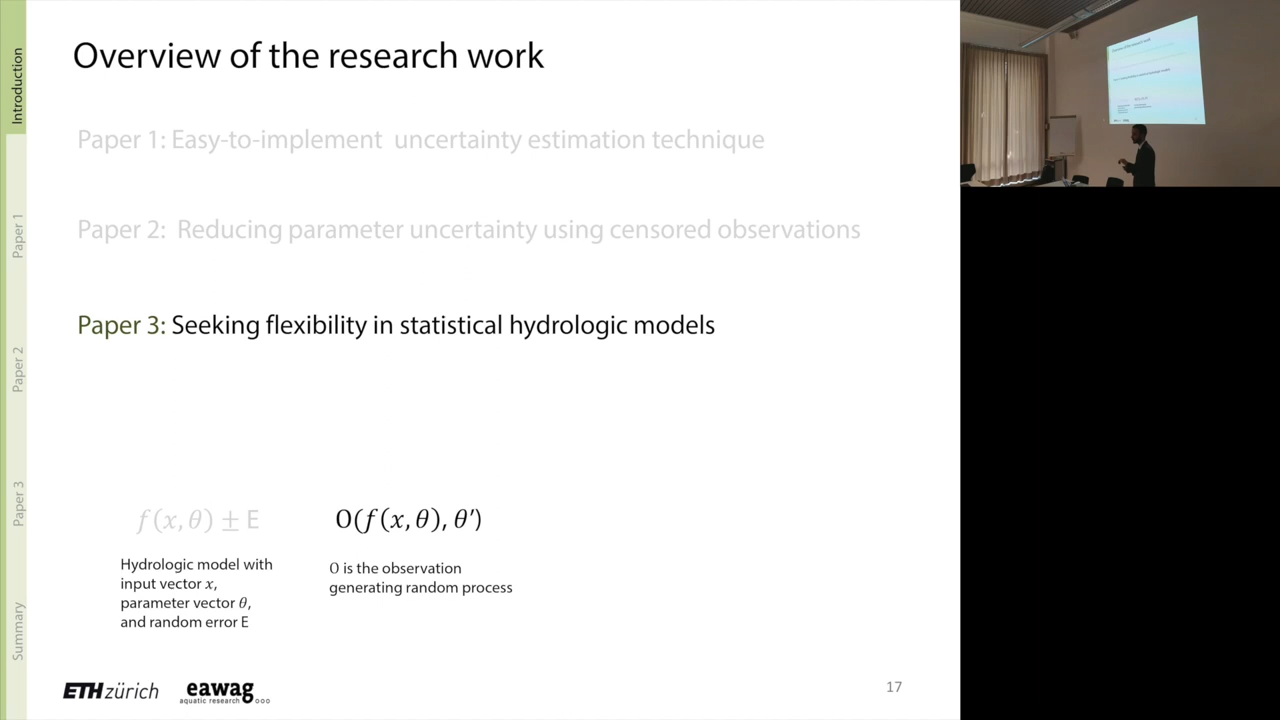 Overview of the research work
Introduction
Paper 1: Easy-to-implement uncertainty estimation technique
Paper 1
Paper 2: Reducing parameter uncertainty using censored observations
Paper 2
Paper 3: Seeking flexibility in statistical hydrologic models
Paper 3
f(x, θ) ± E
Hydrologic model with
input vector x,
parameter vector θ,
and random error E
O(f(x, θ), θ′)
O is the observation
generating random process
Summary
ETH zürich
eawag
aquatic research
17